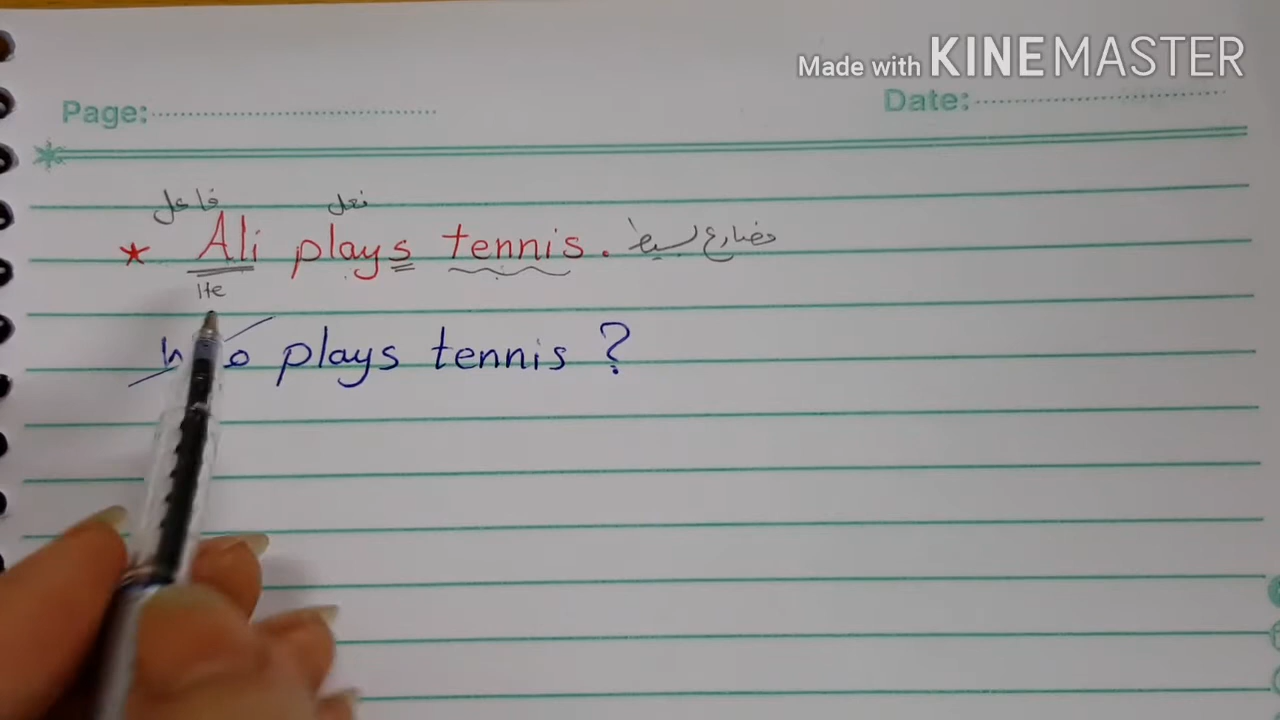 Made with KINEMASTER
Page: Date:
فاعل فعل
★ Ali plays tennis. مضارع بسيط
He
plays tennis ?